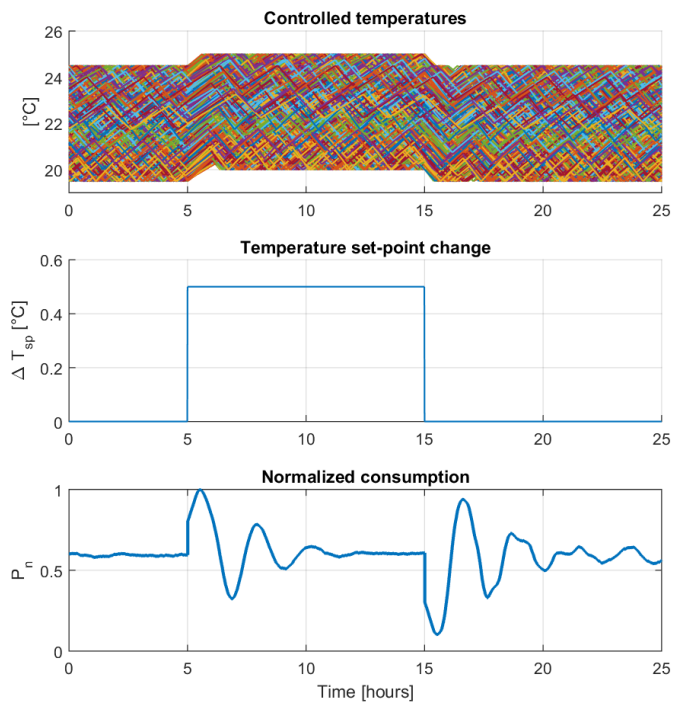 Controlled temperatures
26
24
22
20
[°C]
0 5 10 15 20 25
Temperature set-point change
0.6
0.4
0.2
0
Δ Tsp [°C]
0 5 10 15 20 25
Normalized consumption
1
0.5
0
Pn
0 5 10 15 20 25
Time [hours]